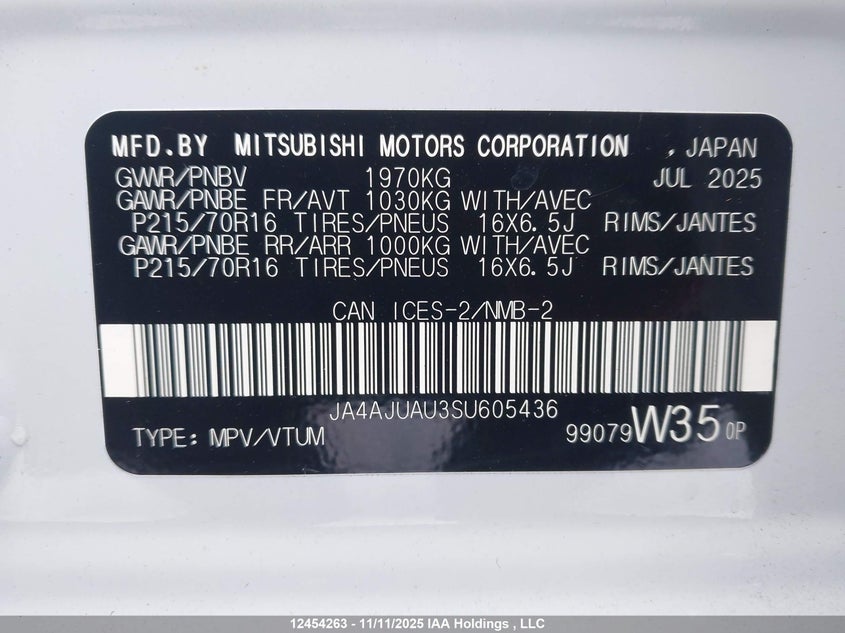 MFD.BY MITSUBISHI MOTORS CORPORATION , JAPAN
GVWR/PNBV 1970KG JUL 2025
GAWR/PNBE FR/AVT 1030KG WITH/AVEC
P215/70R16 TIRES/PNEUS 16X6.5J RIMS/JANTES
GAWR/PNBE RR/ARR 1000KG WITH/AVEC
P215/70R16 TIRES/PNEUS 16X6.5J RIMS/JANTES
CAN ICES-2/NMB-2
JA4AJUAU3SU605436
TYPE: MPV/VTUM 99079 W35 0P
12454263 - 11/11/2025 IAA Holdings , LLC